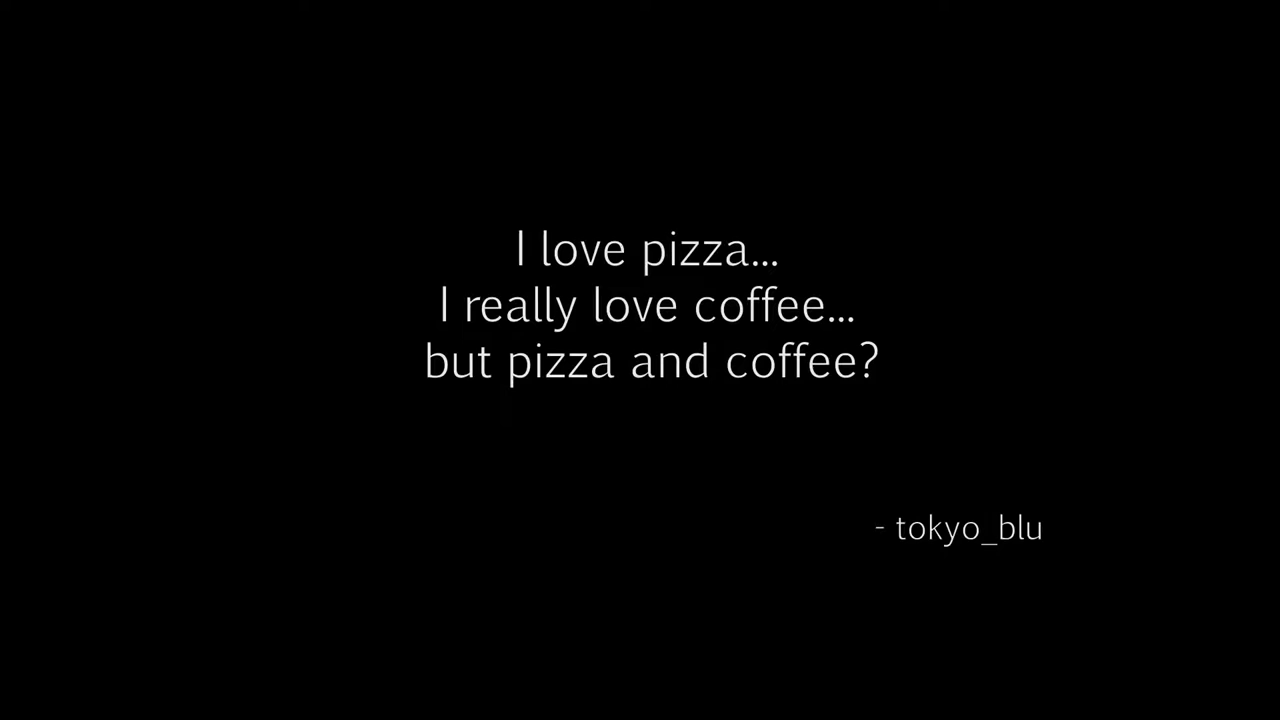 I love pizza...
I really love coffee...
but pizza and coffee?
- tokyo_blu